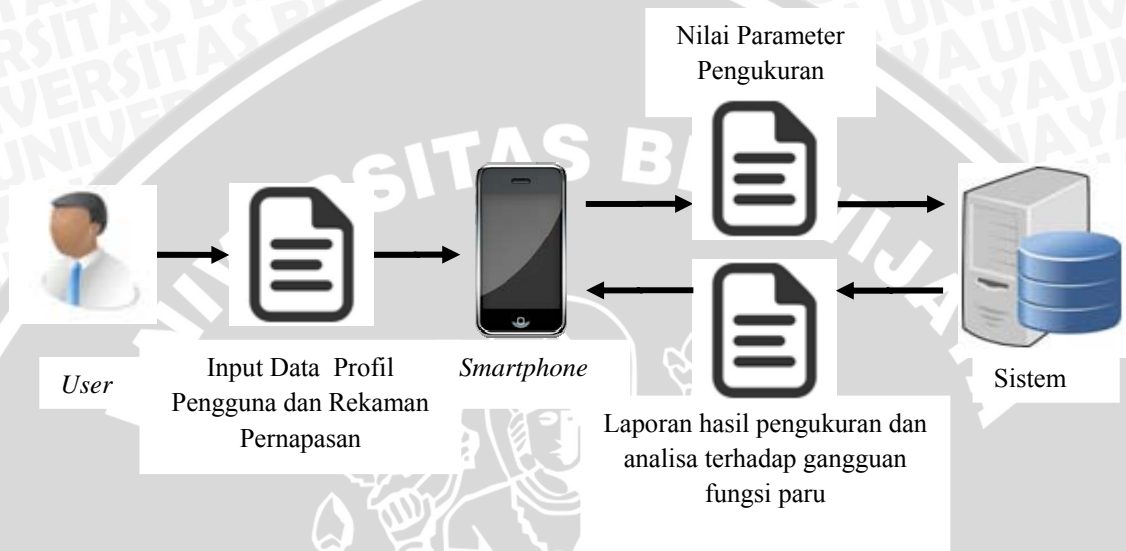 Nilai Parameter
Pengukuran
User
Input Data Profil
Pengguna dan Rekaman
Pernapasan
Smartphone
Sistem
Laporan hasil pengukuran dan
analisa terhadap gangguan
fungsi paru